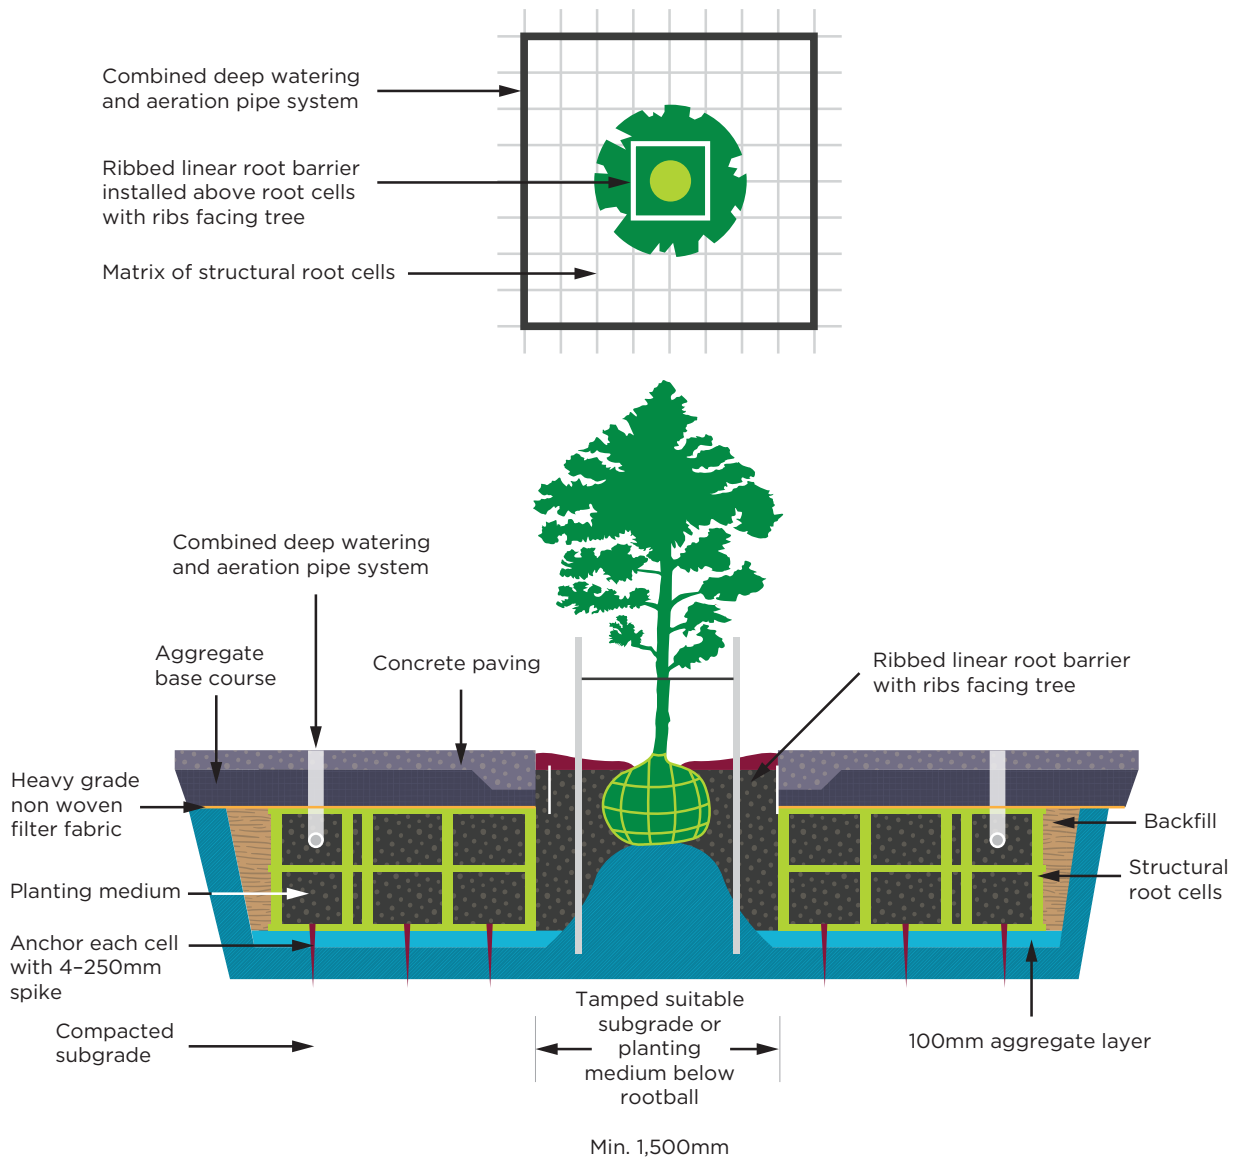 Combined deep watering
and aeration pipe system
Ribbed linear root barrier
installed above root cells
with ribs facing tree
Matrix of structural root cells
Combined deep watering
and aeration pipe system
Aggregate
base course
Concrete paving
Ribbed linear root barrier
with ribs facing tree
Heavy grade
non woven
filter fabric
Backfill
Planting medium
Structural
root cells
Anchor each cell
with 4–250mm
spike
Compacted
subgrade
Tamped suitable
subgrade or
planting
medium below
rootball
100mm aggregate layer
Min. 1,500mm